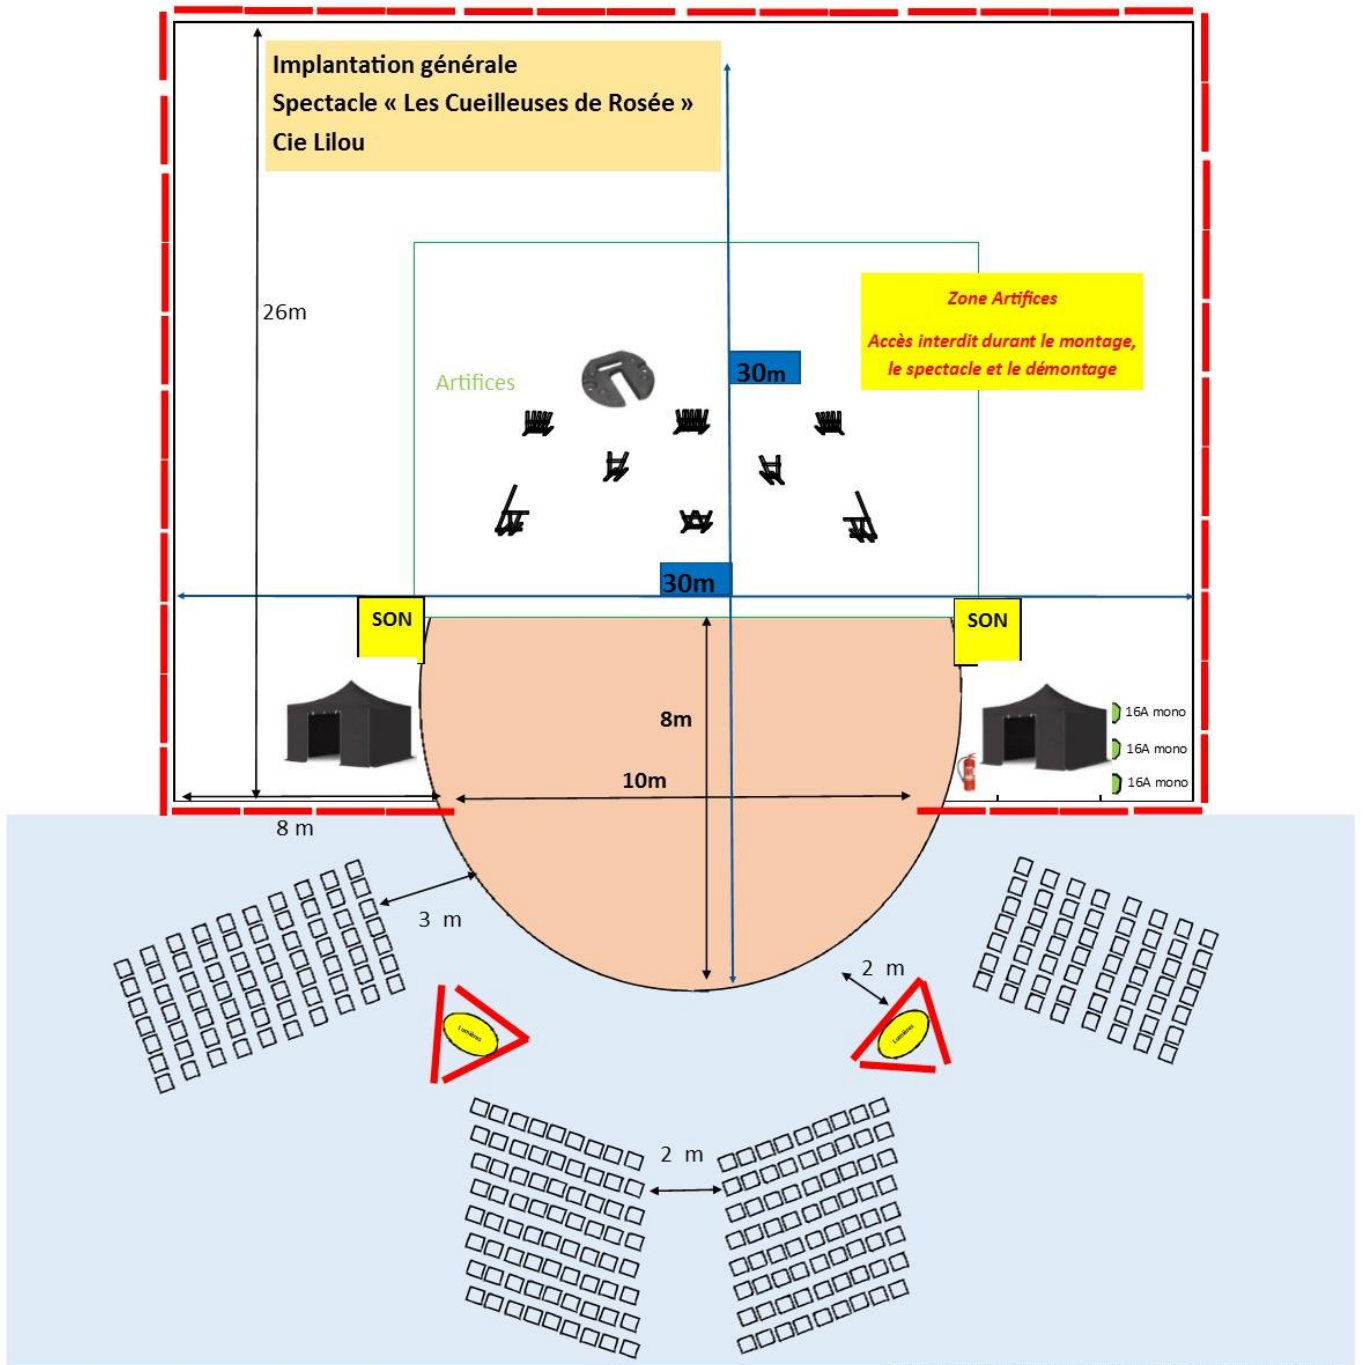 Implantation générale
Spectacle « Les Cueilleuses de Rosée »
Cie Lilou
26m
Zone Artifices
Accès interdit durant le montage,
le spectacle et le démontage
30m
Artifices
30m
SON
SON
8m
16A mono
16A mono
10m
16A mono
8 m
3 m
2 m
Lumières
Lumières
2 m